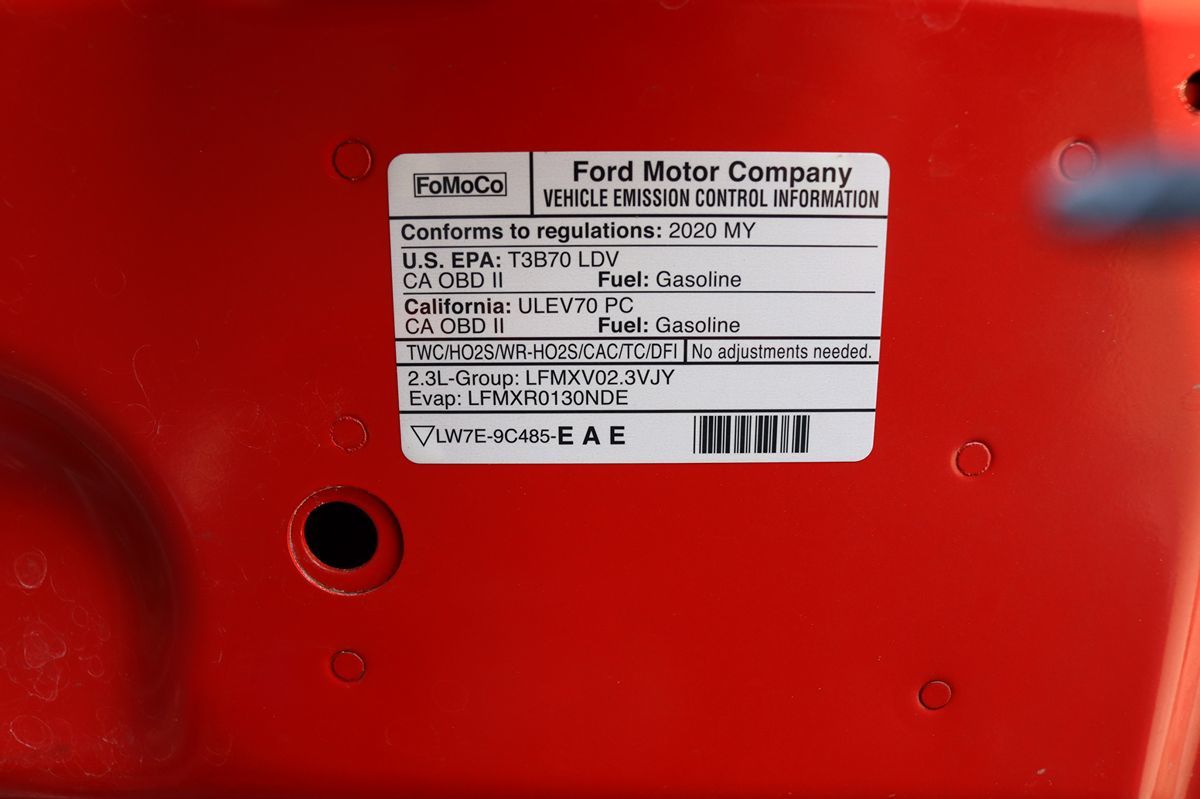 FoMoCo
Ford Motor Company
VEHICLE EMISSION CONTROL INFORMATION
Conforms to regulations: 2020 MY
U.S. EPA: T3B70 LDV
CA OBD II Fuel: Gasoline
California: ULEV70 PC
CA OBD II Fuel: Gasoline
TWC/HO2S/WR-HO2S/CAC/TC/DFI No adjustments needed.
2.3L-Group: LFMXV02.3VJY
Evap: LFMXR0130NDE
LW7E-9C485-EAE